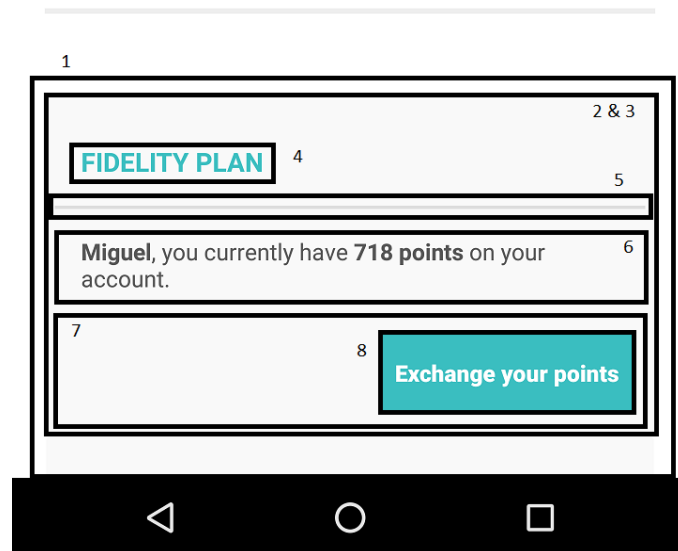 1
2 & 3
FIDELITY PLAN
4
5
Miguel, you currently have 718 points on your
account.
6
7
8
Exchange your points